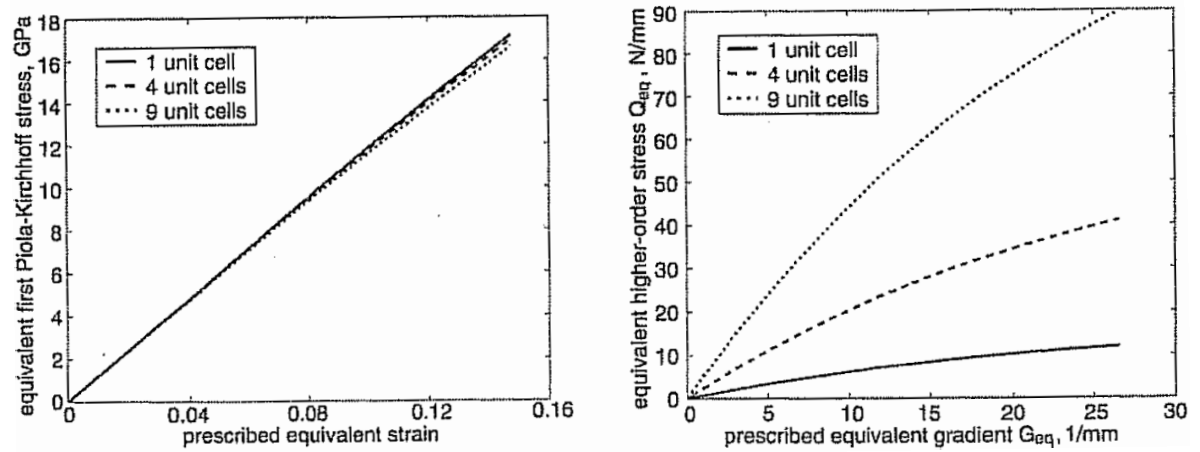 equivalent first Piola-Kirchhoff stress, GPa
18
16
14
12
10
8
6
4
2
0
1 unit cell
4 unit cells
9 unit cells
0 0.04 0.08 0.12 0.16
prescribed equivalent strain
equivalent higher-order stress Qeq, N/mm
90
80
70
60
50
40
30
20
10
0
1 unit cell
4 unit cells
9 unit cells
0 5 10 15 20 25 30
prescribed equivalent gradient Geq, 1/mm